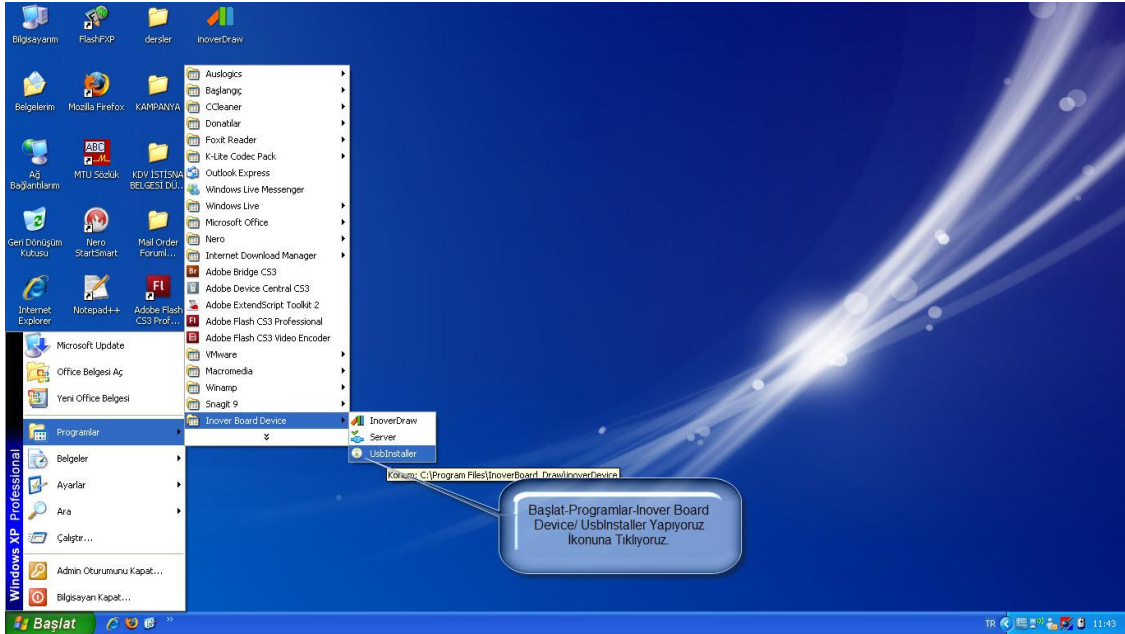 Bilgisayarım
FlashFXP
dersler
inoverDraw
Belgelerim
Mozilla Firefox
KAMPANYA
Ağ
Bağlantılarım
MTU Sözlük
KDV İSTİSNA
BELGESİ DÜ...
Geri Dönüşüm
Kutusu
Nero
StartSmart
Mail Order
Foruml...
Internet
Explorer
Notepad++
Adobe Flash
CS3 Prof...
Auslogics
Başlangıç
CCleaner
Donatılar
Foxit Reader
K-Lite Codec Pack
Outlook Express
Windows Live Messenger
Windows Live
Microsoft Office
Nero
Internet Download Manager
Adobe Bridge CS3
Adobe Device Central CS3
Adobe ExtendScript Toolkit 2
Adobe Flash CS3 Professional
Adobe Flash CS3 Video Encoder
VMware
Macromedia
Winamp
Snagit 9
Inover Board Device
InoverDraw
Server
UsbInstaller
Konum: C:\Program Files\InoverBoard_Draw\inoverDevice
Başlat-Programlar-Inover Board
Device/ UsbInstaller Yapıyoruz
İkonuna Tıklıyoruz.
Microsoft Update
Office Belgesi Aç
Yeni Office Belgesi
Programlar
Belgeler
Ayarlar
Ara
Çalıştır...
Admin Oturumunu Kapat...
Bilgisayarı Kapat...
Windows XP Professional
Başlat
TR
11:43